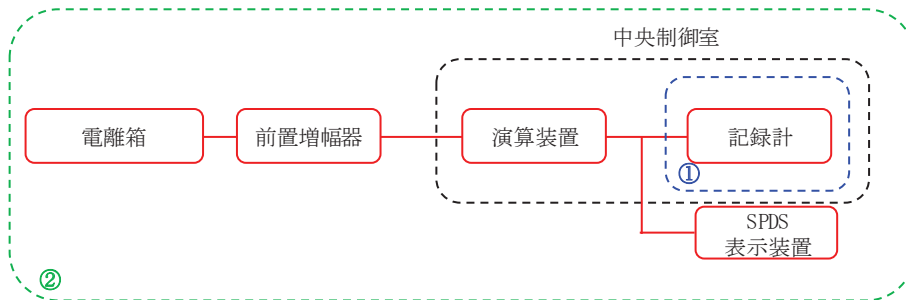 中央制御室
電離箱
前置増幅器
演算装置
記録計
①
SPDS
表示装置
②